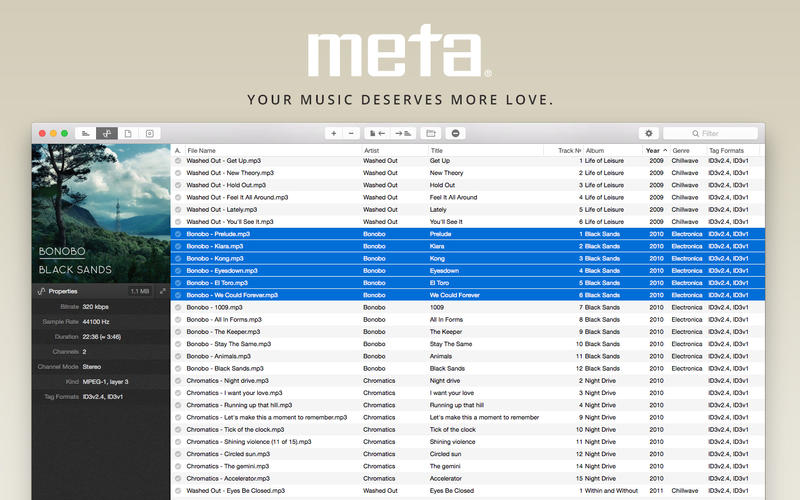 meta®
YOUR MUSIC DESERVES MORE LOVE.
Filter
A. File Name Artist Title Track № Album Year Genre Tag Formats
Washed Out - Get Up.mp3 Washed Out Get Up 1 Life of Leisure 2009 Chillwave ID3v2.4, ID3v1
Washed Out - New Theory.mp3 Washed Out New Theory 2 Life of Leisure 2009 Chillwave ID3v2.4, ID3v1
Washed Out - Hold Out.mp3 Washed Out Hold Out 3 Life of Leisure 2009 Chillwave ID3v2.4, ID3v1
Washed Out - Feel It All Around.mp3 Washed Out Feel It All Around 4 Life of Leisure 2009 Chillwave ID3v2.4, ID3v1
Washed Out - Lately.mp3 Washed Out Lately 5 Life of Leisure 2009 Chillwave ID3v2.4, ID3v1
Washed Out - You'll See It.mp3 Washed Out You'll See It 6 Life of Leisure 2009 Chillwave ID3v2.4, ID3v1
Bonobo - Prelude.mp3 Bonobo Prelude 1 Black Sands 2010 Electronica ID3v2.4, ID3v1
Bonobo - Kiara.mp3 Bonobo Kiara 2 Black Sands 2010 Electronica ID3v2.4, ID3v1
Bonobo - Kong.mp3 Bonobo Kong 3 Black Sands 2010 Electronica ID3v2.4, ID3v1
Bonobo - Eyesdown.mp3 Bonobo Eyesdown 4 Black Sands 2010 Electronica ID3v2.4, ID3v1
Bonobo - El Toro.mp3 Bonobo El Toro 5 Black Sands 2010 Electronica ID3v2.4, ID3v1
Bonobo - We Could Forever.mp3 Bonobo We Could Forever 6 Black Sands 2010 Electronica ID3v2.4, ID3v1
Bonobo - 1009.mp3 Bonobo 1009 7 Black Sands 2010 Electronica ID3v2.4, ID3v1
Bonobo - All In Forms.mp3 Bonobo All In Forms 8 Black Sands 2010 Electronica ID3v2.4, ID3v1
Bonobo - The Keeper.mp3 Bonobo The Keeper 9 Black Sands 2010 Electronica ID3v2.4, ID3v1
Bonobo - Stay The Same.mp3 Bonobo Stay The Same 10 Black Sands 2010 Electronica ID3v2.4, ID3v1
Bonobo - Animals.mp3 Bonobo Animals 11 Black Sands 2010 Electronica ID3v2.4, ID3v1
Bonobo - Black Sands.mp3 Bonobo Black Sands 12 Black Sands 2010 Electronica ID3v2.4, ID3v1
Chromatics - Night drive.mp3 Chromatics Night drive 2 Night Drive 2010 ID3v2.4, ID3v1
Chromatics - I want your love.mp3 Chromatics I want your love 3 Night Drive 2010 ID3v2.4, ID3v1
Chromatics - Running up that hill.mp3 Chromatics Running up that hill 4 Night Drive 2010 ID3v2.4, ID3v1
Chromatics - Let's make this a moment to remember.mp3 Chromatics Let's make this a moment to remember 9 Night Drive 2010 ID3v2.4, ID3v1
Chromatics - Tick of the clock.mp3 Chromatics Tick of the clock 10 Night Drive 2010 ID3v2.4, ID3v1
Chromatics - Shining violence (11 of 15).mp3 Chromatics Shining violence 11 Night Drive 2010 ID3v2.4, ID3v1
Chromatics - Circled sun.mp3 Chromatics Circled sun 12 Night Drive 2010 ID3v2.4, ID3v1
Chromatics - The gemini.mp3 Chromatics The gemini 14 Night Drive 2010 ID3v2.4, ID3v1
Chromatics - Accelerator.mp3 Chromatics Accelerator 15 Night Drive 2010 ID3v2.4, ID3v1
Washed Out - Eyes Be Closed.mp3 Washed Out Eyes Be Closed 1 Within and Without 2011 Chillwave ID3v2.4, ID3v1
BONOBO
BLACK SANDS
Properties 1.1 MB
Bitrate 320 kbps
Sample Rate 44100 Hz
Duration 22:36 (≈ 3:46)
Channels 2
Channel Mode Stereo
Kind MPEG-1, layer 3
Tag Formats ID3v2.4, ID3v1